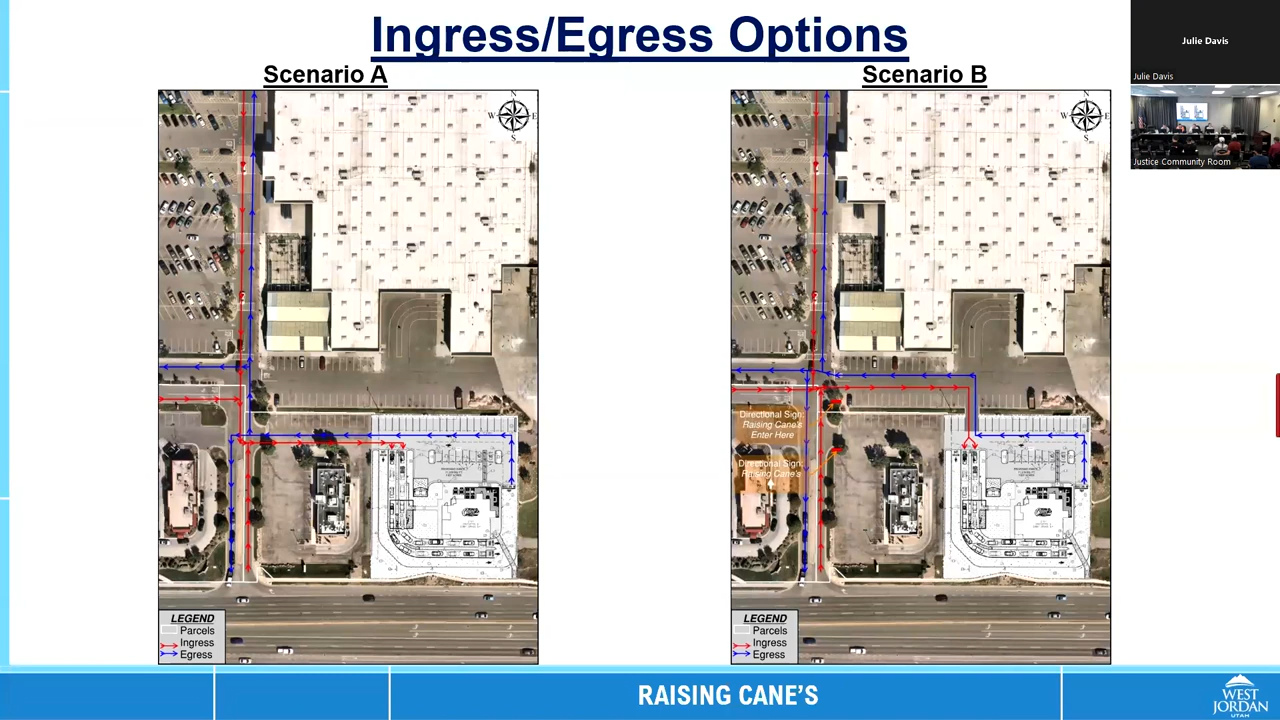 Ingress/Egress Options
Scenario A
Scenario B
N
W
E
S
N
W
E
S
Directional Sign:
Raising Cane's
Enter Here
Directional Sign:
Raising Cane's
LEGEND
Parcels
Ingress
Egress
LEGEND
Parcels
Ingress
Egress
RAISING CANE'S
WEST
JORDAN
UTAH
Julie Davis
Julie Davis
Justice Community Room